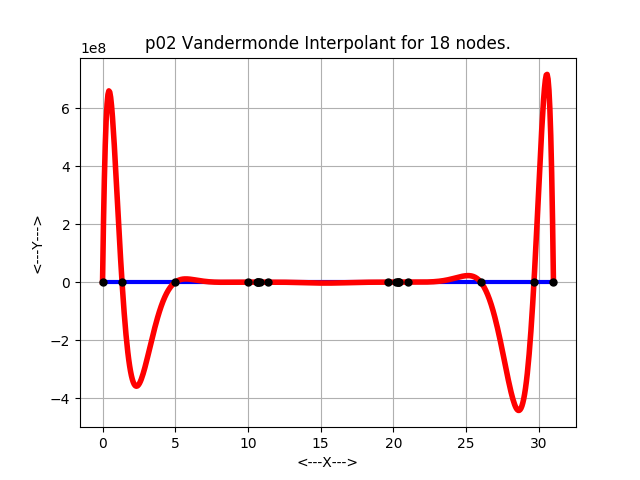 p02 Vandermonde Interpolant for 18 nodes.
1e8
6
4
2
0
−2
−4
<---Y--->
0 5 10 15 20 25 30
<---X--->